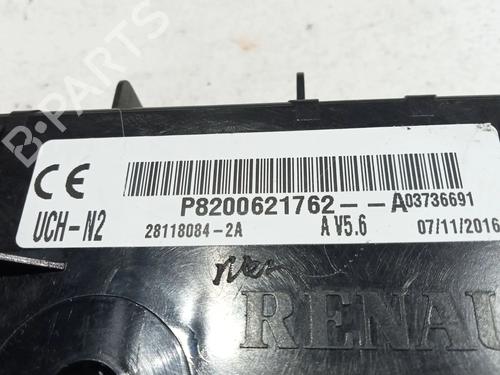 B-PARTS
CE
P8200621762--A03736691
UCH-N2
28118084-2A
A V5.6
07/11/2016
RENAU